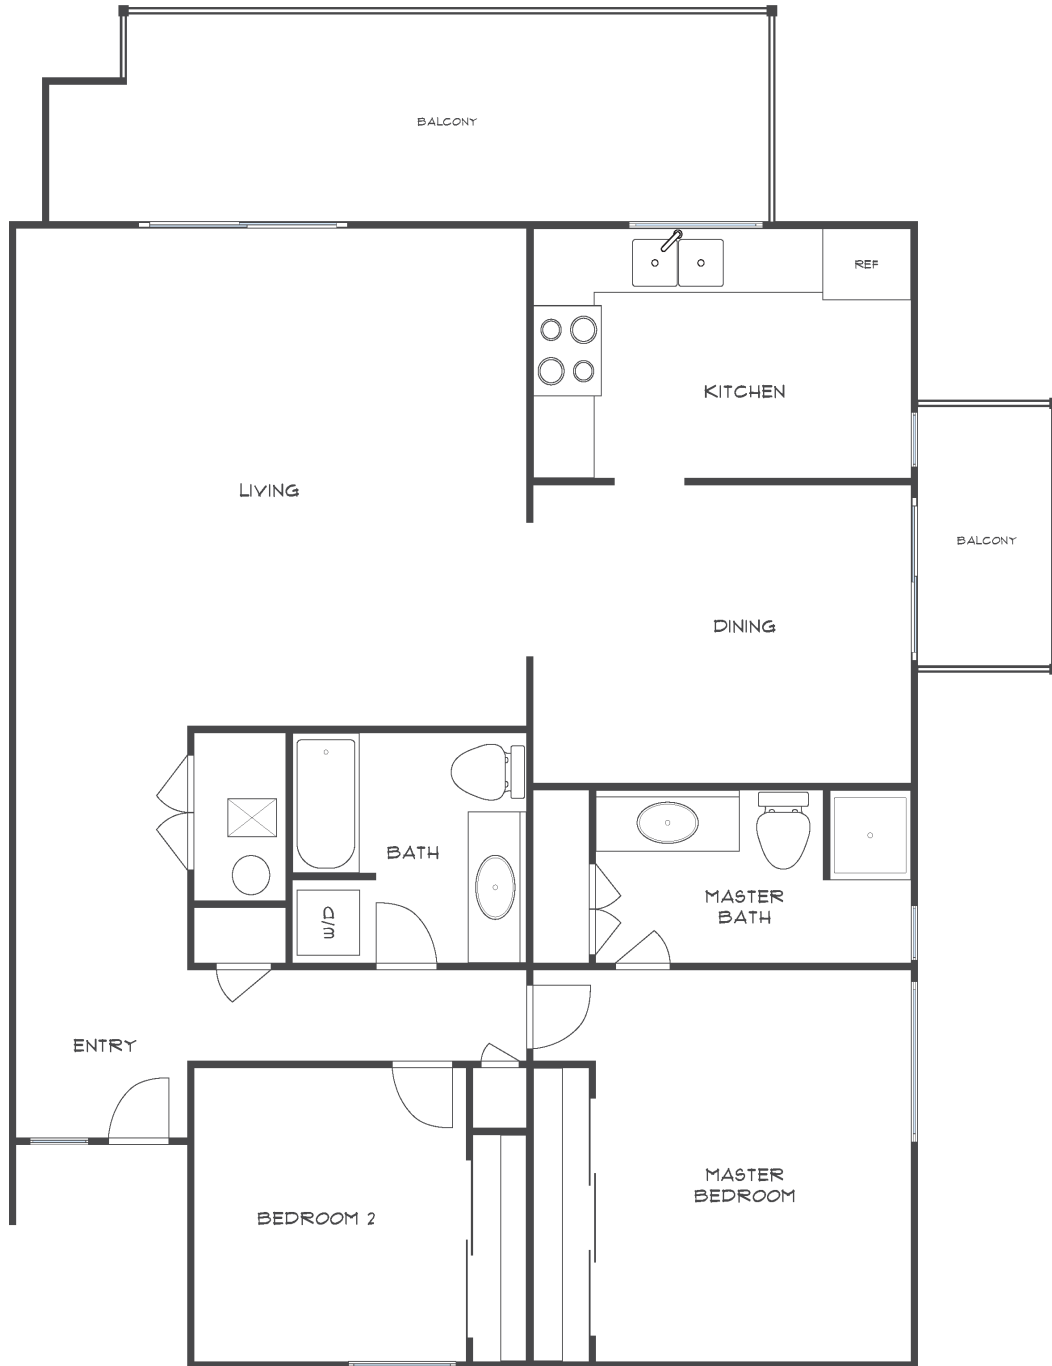 BALCONY
REF
KITCHEN
LIVING
BALCONY
DINING
BATH
MASTER
BATH
W/D
ENTRY
MASTER
BEDROOM
BEDROOM 2